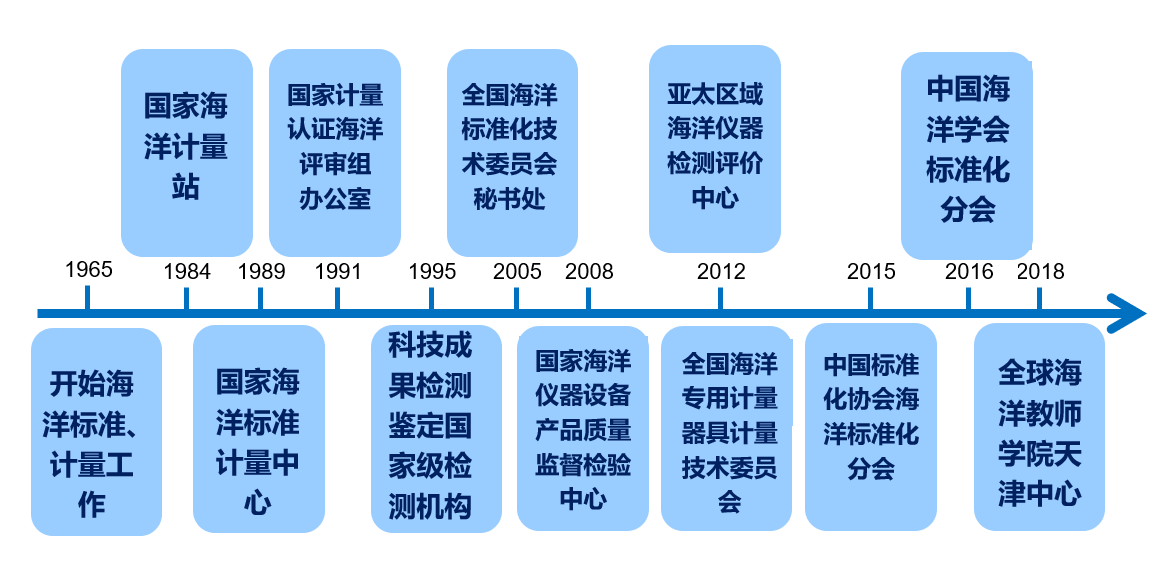 国家海
洋计量
站
国家计量
认证海洋
评审组
办公室
全国海洋
标准化技
术委员会
秘书处
亚太区域
海洋仪器
检测评价
中心
中国海
洋学会
标准化
分会
1965
1984
1989
1991
1995
2005
2008
2012
2015
2016
2018
开始海
洋标准、
计量工
作
国家海
洋标准
计量中
心
科技成
果检测
鉴定国
家级检
测机构
国家海洋
仪器设备
产品质量
监督检验
中心
全国海洋
专用计量
器具计量
技术委员
会
中国标准
化协会海
洋标准化
分会
全球海
洋教师
学院天
津中心